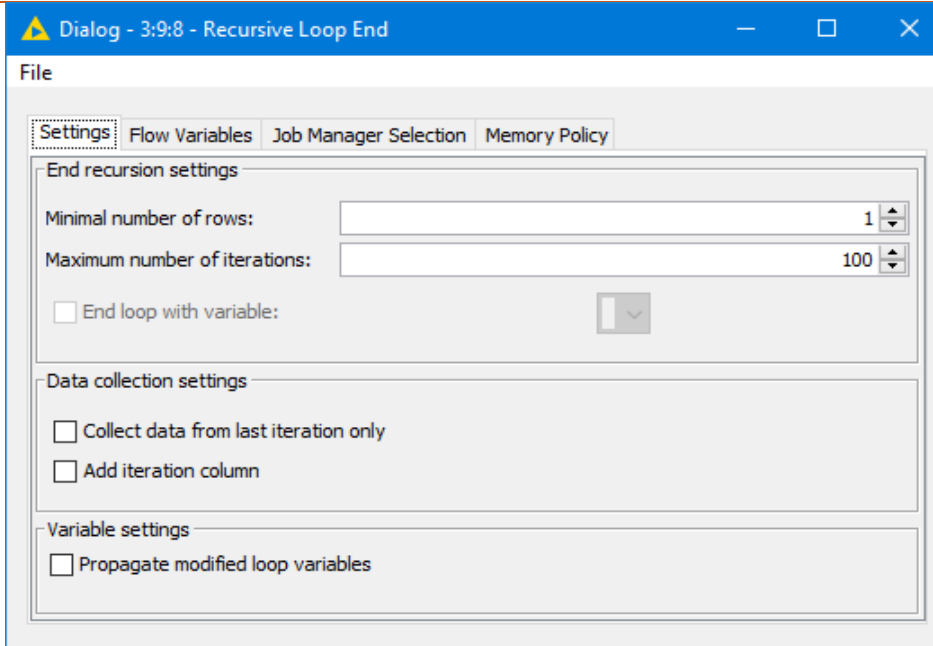 Dialog - 3:9:8 - Recursive Loop End
File
Settings Flow Variables Job Manager Selection Memory Policy
End recursion settings
Minimal number of rows: 1
Maximum number of iterations: 100
End loop with variable:
Data collection settings
Collect data from last iteration only
Add iteration column
Variable settings
Propagate modified loop variables